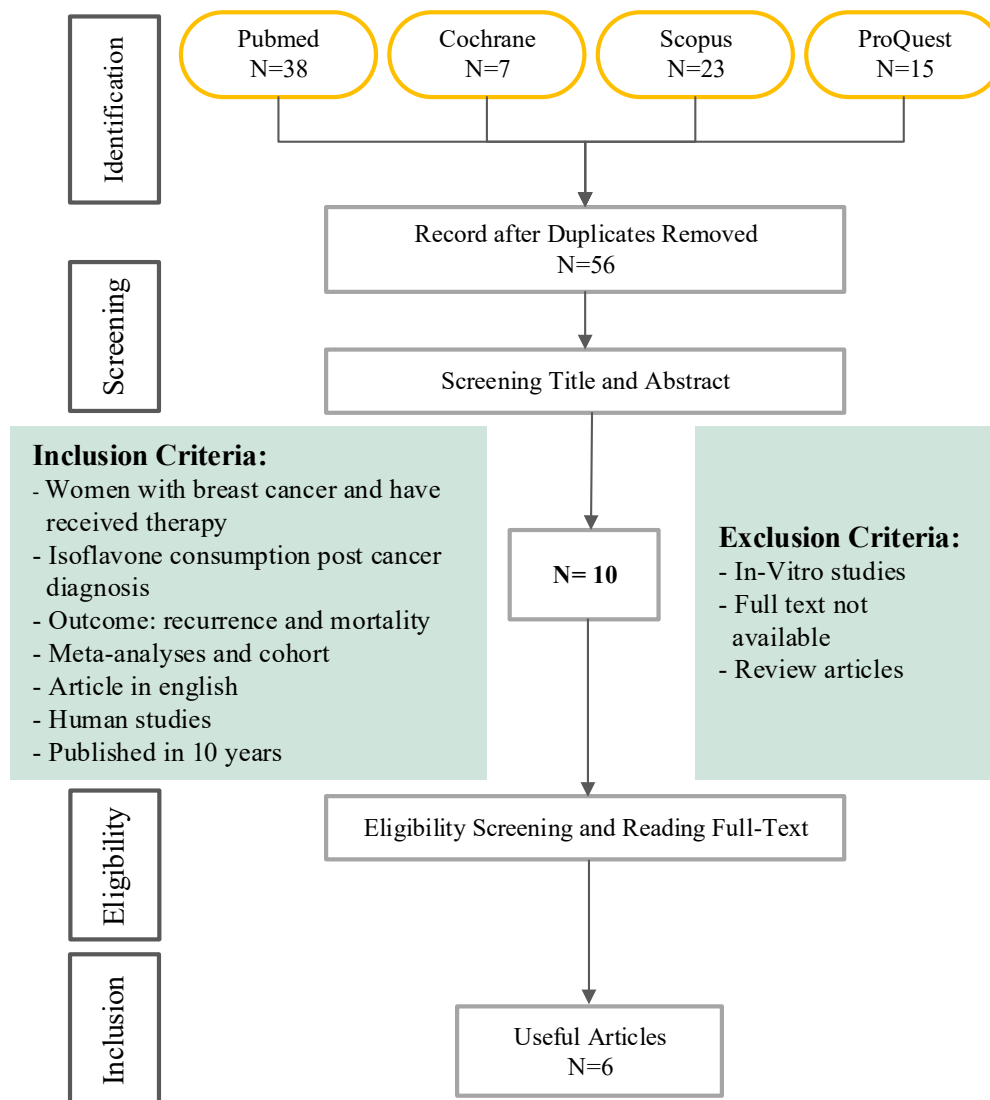 Identification
Pubmed
N=38
Cochrane
N=7
Scopus
N=23
ProQuest
N=15
Record after Duplicates Removed
N=56
Screening
Screening Title and Abstract
Inclusion Criteria:
- Women with breast cancer and have
received therapy
- Isoflavone consumption post cancer
diagnosis
- Outcome: recurrence and mortality
- Meta-analyses and cohort
- Article in english
- Human studies
- Published in 10 years
N= 10
Exclusion Criteria:
- In-Vitro studies
- Full text not
available
- Review articles
Eligibility
Eligibility Screening and Reading Full-Text
Inclusion
Useful Articles
N=6